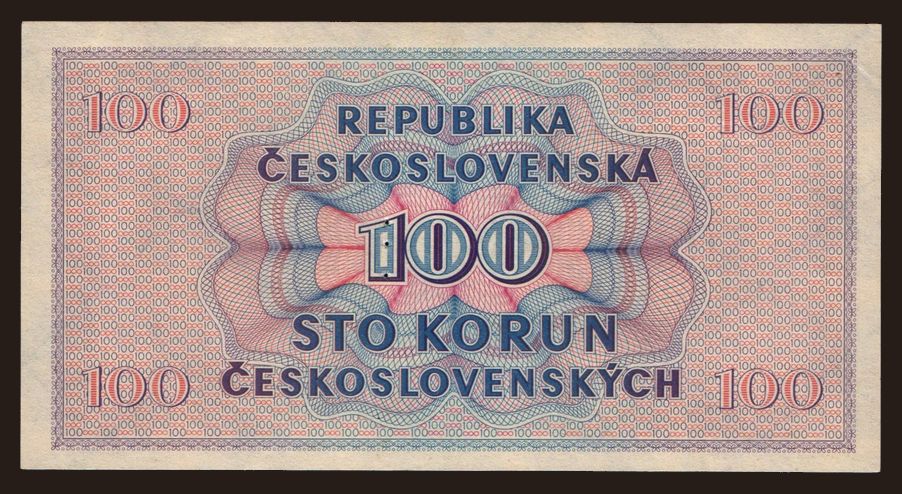 100 100
REPUBLIKA
ČESKOSLOVENSKÁ
100
STO KORUN
ČESKOSLOVENSKÝCH
100 100